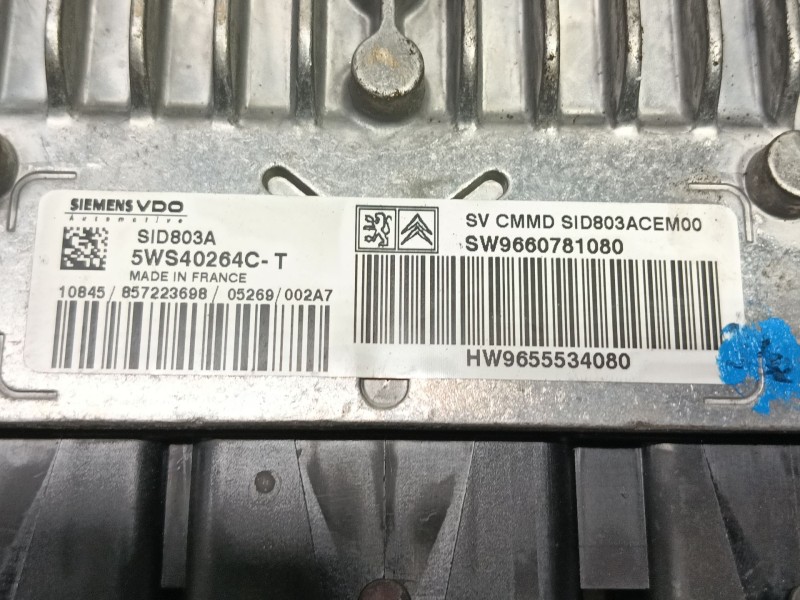 SIEMENS VDO
Automotive
SID803A
5WS40264C-T
MADE IN FRANCE
10845/857223698/05269/002A7
SV CMMD SID803ACEM00
SW9660781080
HW9655534080